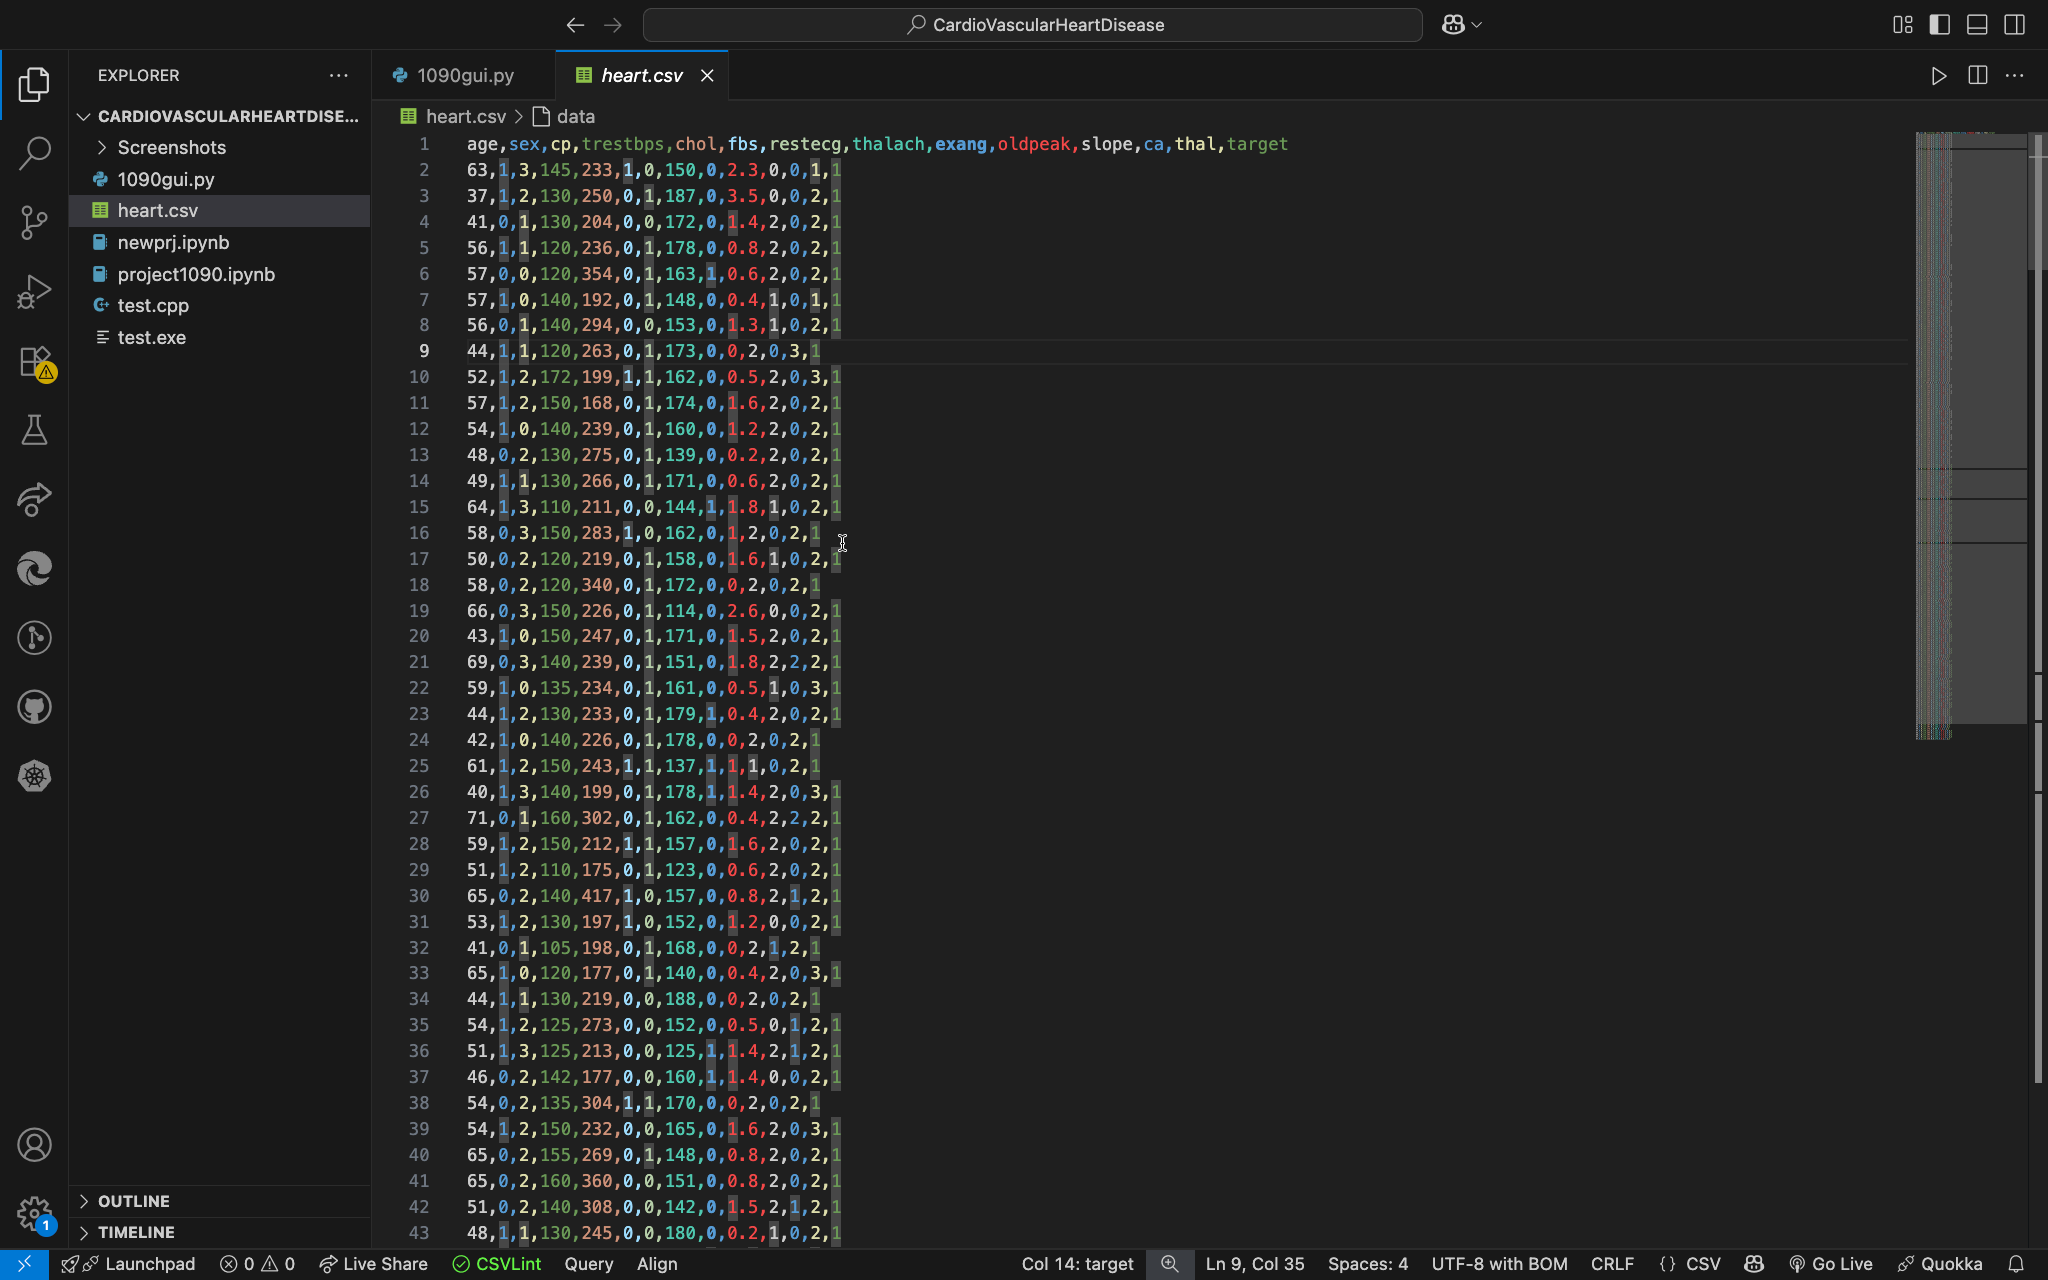 CardioVascularHeartDisease
EXPLORER
CARDIOVASCULARHEARTDISE...
Screenshots
1090gui.py
heart.csv
newprj.ipynb
project1090.ipynb
test.cpp
test.exe
OUTLINE
TIMELINE
1
1090gui.py
heart.csv
heart.csv > data
1 age,sex,cp,trestbps,chol,fbs,restecg,thalach,exang,oldpeak,slope,ca,thal,target
2 63,1,3,145,233,1,0,150,0,2.3,0,0,1,1
3 37,1,2,130,250,0,1,187,0,3.5,0,0,2,1
4 41,0,1,130,204,0,0,172,0,1.4,2,0,2,1
5 56,1,1,120,236,0,1,178,0,0.8,2,0,2,1
6 57,0,0,120,354,0,1,163,1,0.6,2,0,2,1
7 57,1,0,140,192,0,1,148,0,0.4,1,0,1,1
8 56,0,1,140,294,0,0,153,0,1.3,1,0,2,1
9 44,1,1,120,263,0,1,173,0,0,2,0,3,1
10 52,1,2,172,199,1,1,162,0,0.5,2,0,3,1
11 57,1,2,150,168,0,1,174,0,1.6,2,0,2,1
12 54,1,0,140,239,0,1,160,0,1.2,2,0,2,1
13 48,0,2,130,275,0,1,139,0,0.2,2,0,2,1
14 49,1,1,130,266,0,1,171,0,0.6,2,0,2,1
15 64,1,3,110,211,0,0,144,1,1.8,1,0,2,1
16 58,0,3,150,283,1,0,162,0,1,2,0,2,1
17 50,0,2,120,219,0,1,158,0,1.6,1,0,2,1
18 58,0,2,120,340,0,1,172,0,0,2,0,2,1
19 66,0,3,150,226,0,1,114,0,2.6,0,0,2,1
20 43,1,0,150,247,0,1,171,0,1.5,2,0,2,1
21 69,0,3,140,239,0,1,151,0,1.8,2,2,2,1
22 59,1,0,135,234,0,1,161,0,0.5,1,0,3,1
23 44,1,2,130,233,0,1,179,1,0.4,2,0,2,1
24 42,1,0,140,226,0,1,178,0,0,2,0,2,1
25 61,1,2,150,243,1,1,137,1,1,1,0,2,1
26 40,1,3,140,199,0,1,178,1,1.4,2,0,3,1
27 71,0,1,160,302,0,1,162,0,0.4,2,2,2,1
28 59,1,2,150,212,1,1,157,0,1.6,2,0,2,1
29 51,1,2,110,175,0,1,123,0,0.6,2,0,2,1
30 65,0,2,140,417,1,0,157,0,0.8,2,1,2,1
31 53,1,2,130,197,1,0,152,0,1.2,0,0,2,1
32 41,0,1,105,198,0,1,168,0,0,2,1,2,1
33 65,1,0,120,177,0,1,140,0,0.4,2,0,3,1
34 44,1,1,130,219,0,0,188,0,0,2,0,2,1
35 54,1,2,125,273,0,0,152,0,0.5,0,1,2,1
36 51,1,3,125,213,0,0,125,1,1.4,2,1,2,1
37 46,0,2,142,177,0,0,160,1,1.4,0,0,2,1
38 54,0,2,135,304,1,1,170,0,0,2,0,2,1
39 54,1,2,150,232,0,0,165,0,1.6,2,0,3,1
40 65,0,2,155,269,0,1,148,0,0.8,2,0,2,1
41 65,0,2,160,360,0,0,151,0,0.8,2,0,2,1
42 51,0,2,140,308,0,0,142,0,1.5,2,1,2,1
43 48,1,1,130,245,0,0,180,0,0.2,1,0,2,1
Launchpad 0 0 Live Share CSVLint Query Align Col 14: target Ln 9, Col 35 Spaces: 4 UTF-8 with BOM CRLF {} CSV Go Live Quokka